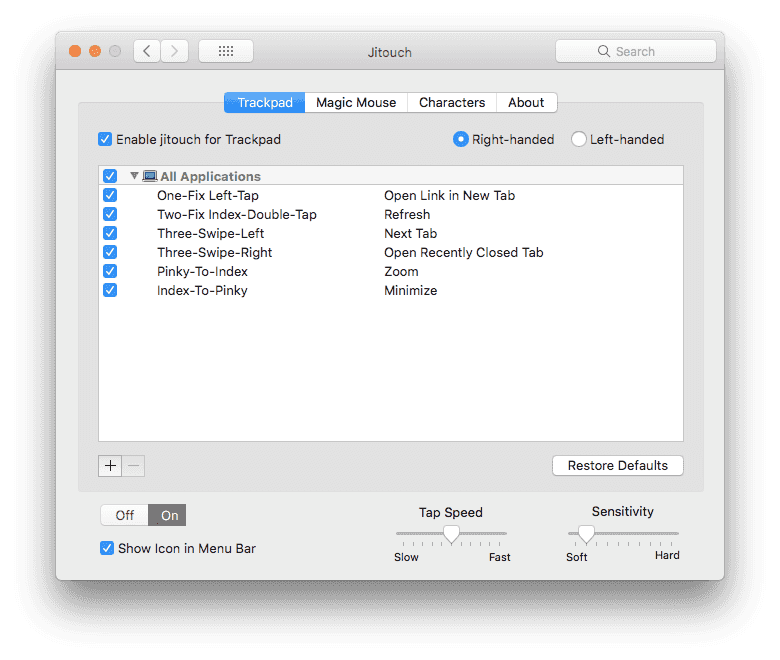 Jitouch
Search
Trackpad Magic Mouse Characters About
Enable jitouch for Trackpad Right-handed Left-handed
All Applications
One-Fix Left-Tap Open Link in New Tab
Two-Fix Index-Double-Tap Refresh
Three-Swipe-Left Next Tab
Three-Swipe-Right Open Recently Closed Tab
Pinky-To-Index Zoom
Index-To-Pinky Minimize
Restore Defaults
Off On Tap Speed Sensitivity
Show Icon in Menu Bar Slow Fast Soft Hard